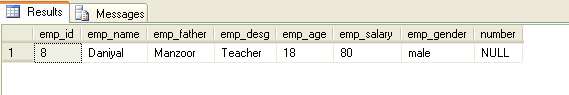 Results Messages
emp_id emp_name emp_father emp_desg emp_age emp_salary emp_gender number
1 8 Daniyal Manzoor Teacher 18 80 male NULL